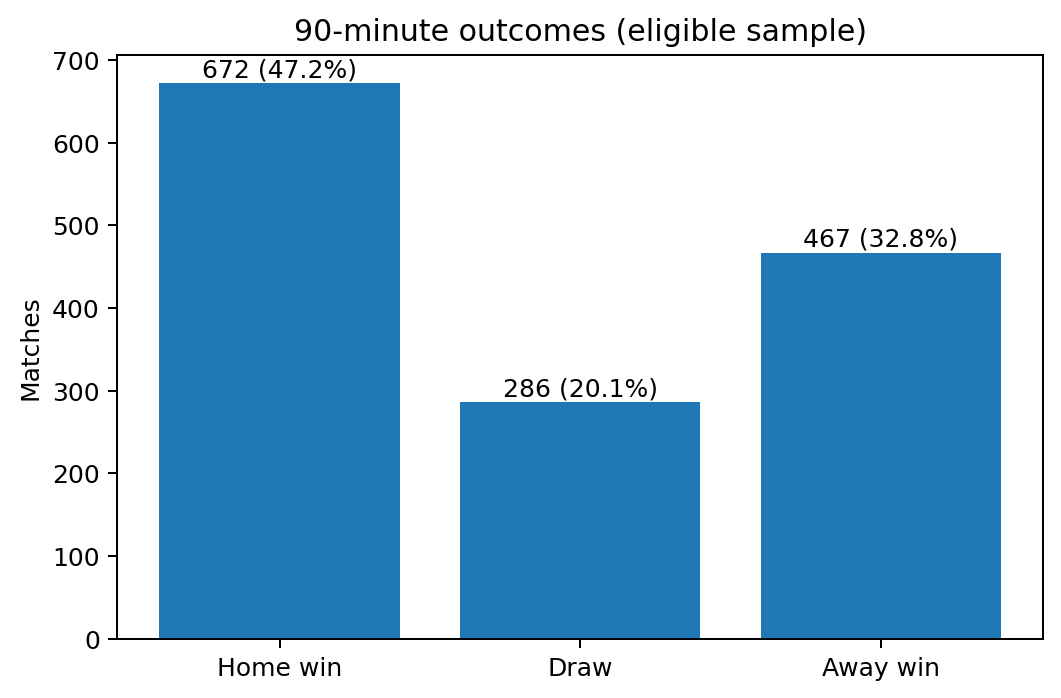 90-minute outcomes (eligible sample)
700
600
500
400
300
200
100
0
Matches
672 (47.2%)
286 (20.1%)
467 (32.8%)
Home win
Draw
Away win